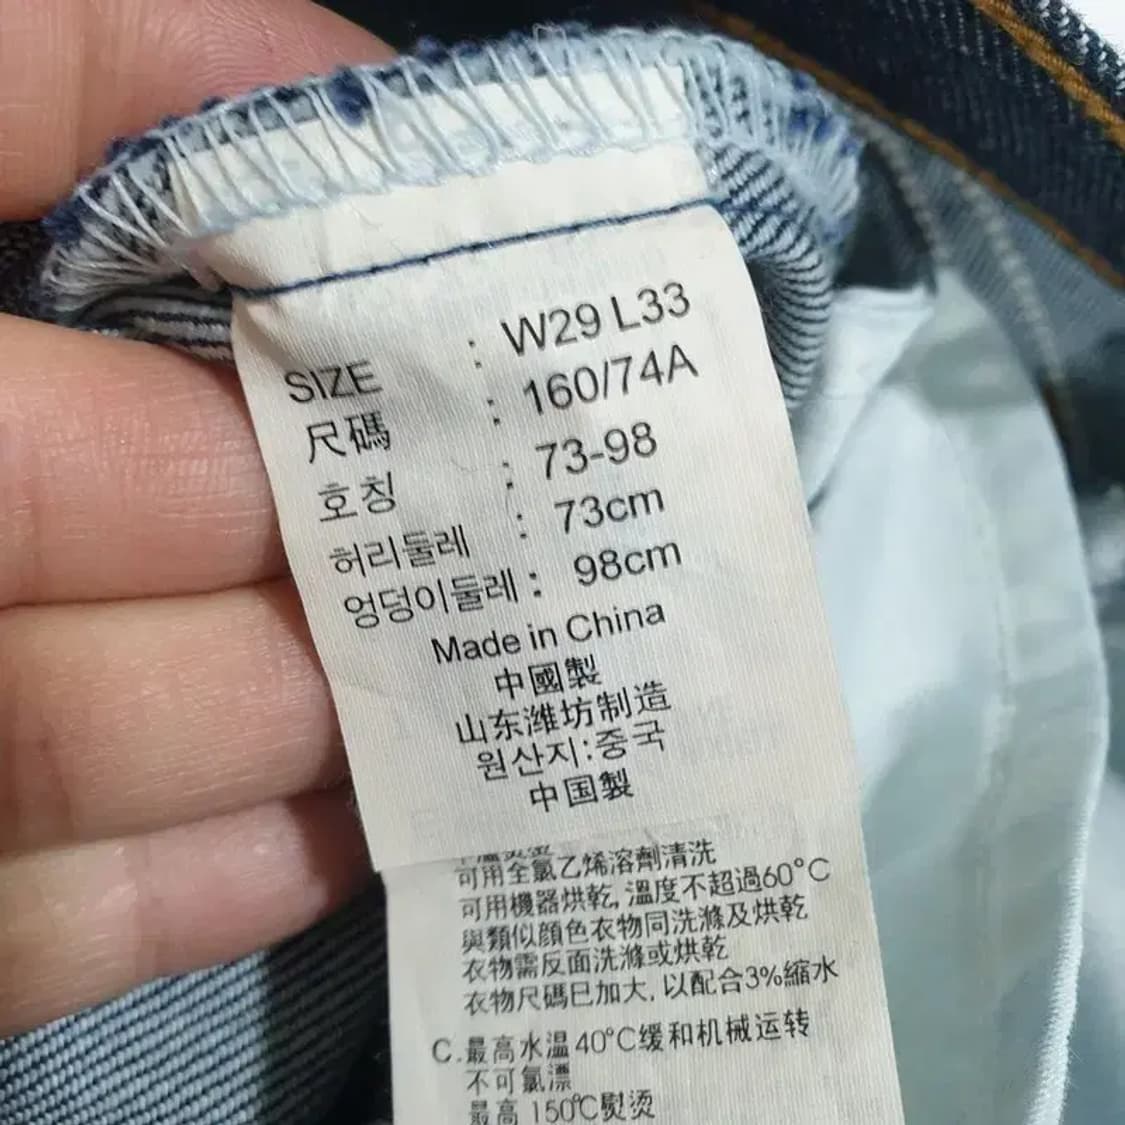 SIZE : W29 L33
尺碼 : 160/74A
호칭 : 73-98
허리둘레 : 73cm
엉덩이둘레 : 98cm
Made in China
中國製
山东潍坊制造
원산지:중국
中国製
可用全氯乙烯溶劑清洗
可用機器烘乾, 溫度不超過60°C
與類似顏色衣物同洗滌及烘乾
衣物需反面洗滌或烘乾
衣物尺碼已加大, 以配合3%縮水
C.最高水温40°C缓和机械运转
不可氯漂
最高150°C熨烫